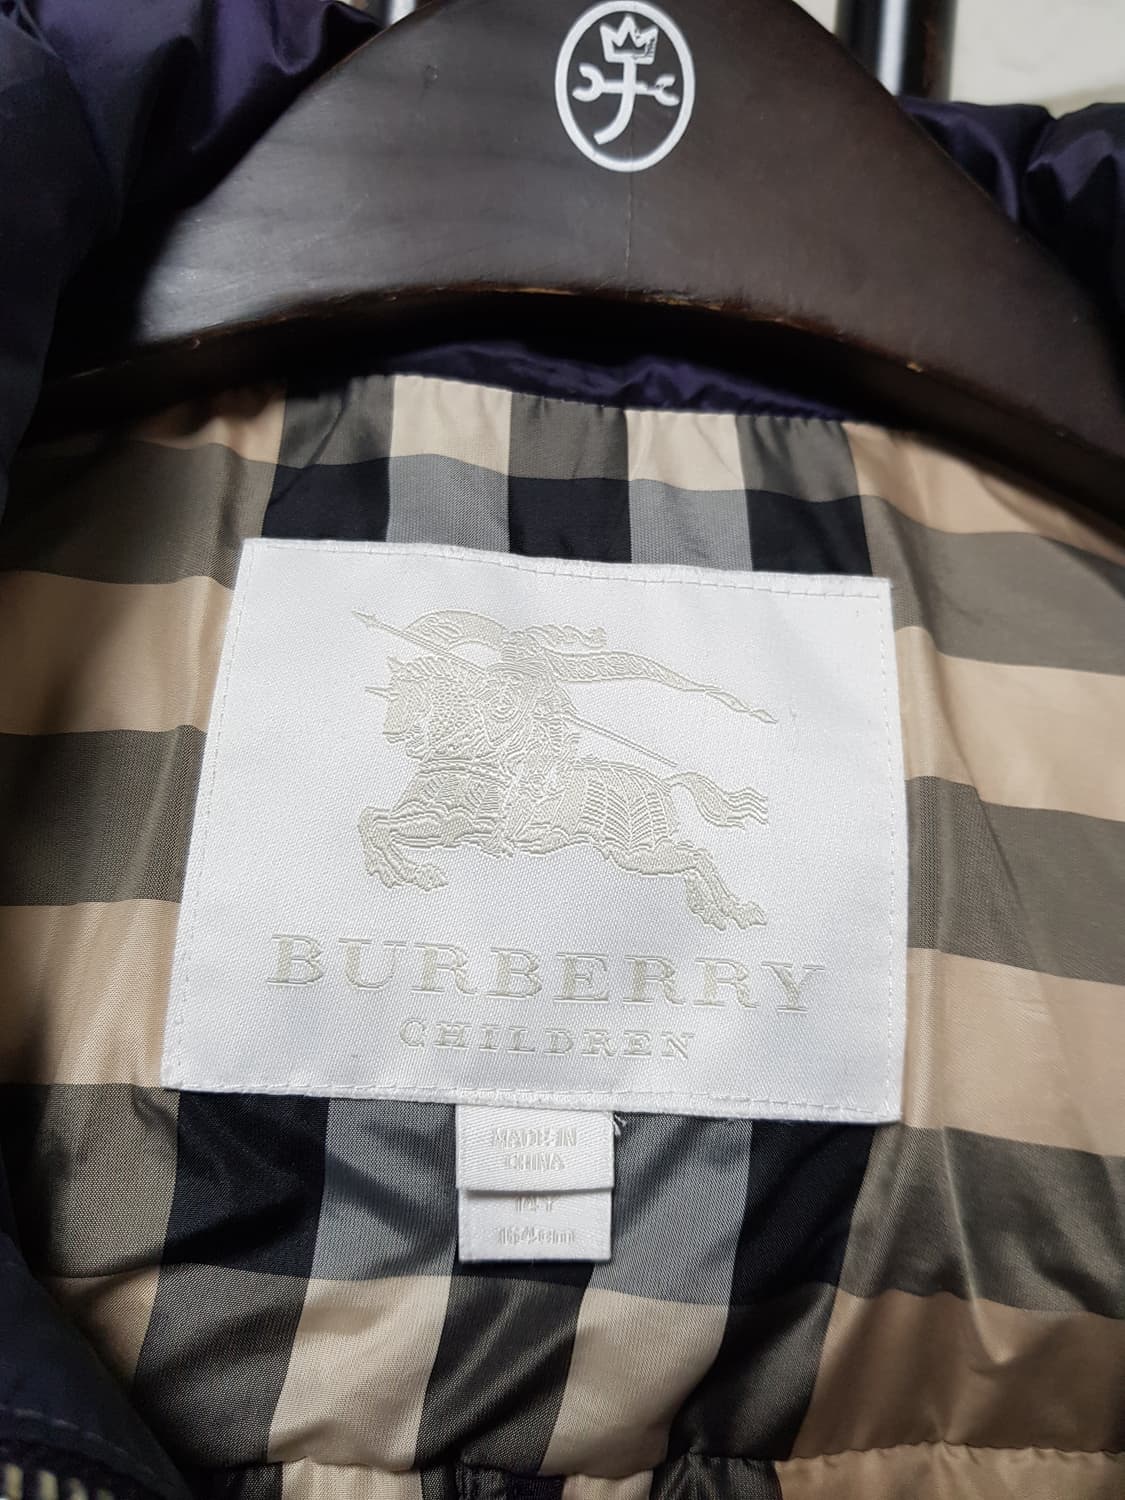 BURBERRY
CHILDREN
MADE IN
CHINA
14Y
164cm